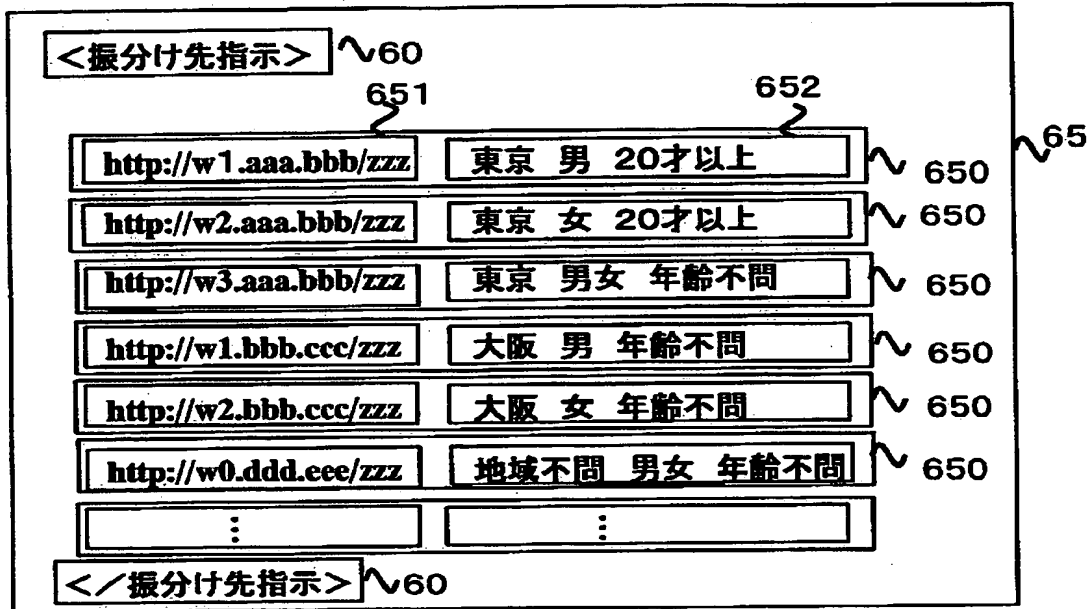 <振分け先指示> 60
651 652
http://w1.aaa.bbb/zzz 東京 男 20才以上 650
65
http://w2.aaa.bbb/zzz 東京 女 20才以上 650
http://w3.aaa.bbb/zzz 東京 男女 年齢不問 650
http://w1.bbb.ccc/zzz 大阪 男 年齢不問 650
http://w2.bbb.ccc/zzz 大阪 女 年齢不問 650
http://w0.ddd.eee/zzz 地域不問 男女 年齢不問 650
⋮ ⋮
</振分け先指示> 60